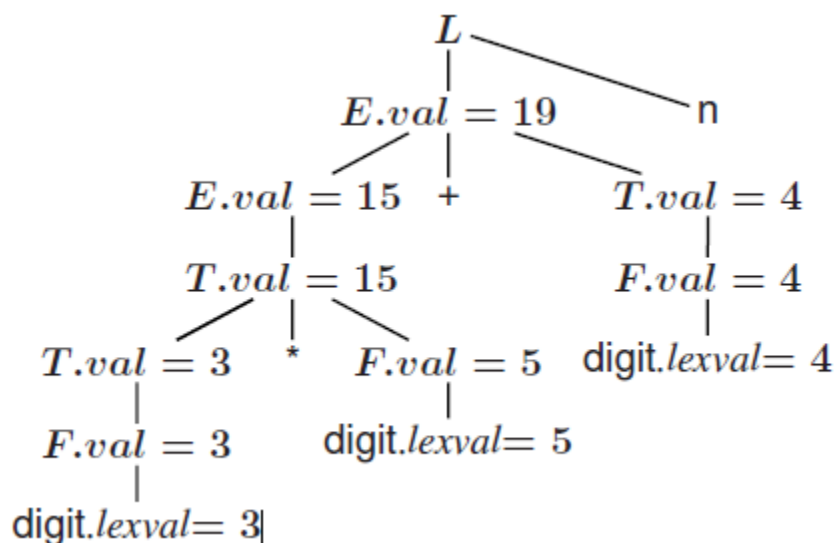 L
E.val = 19 n
E.val = 15 + T.val = 4
T.val = 15 F.val = 4
T.val = 3 * F.val = 5 digit.lexval= 4
F.val = 3 digit.lexval= 5
digit.lexval= 3